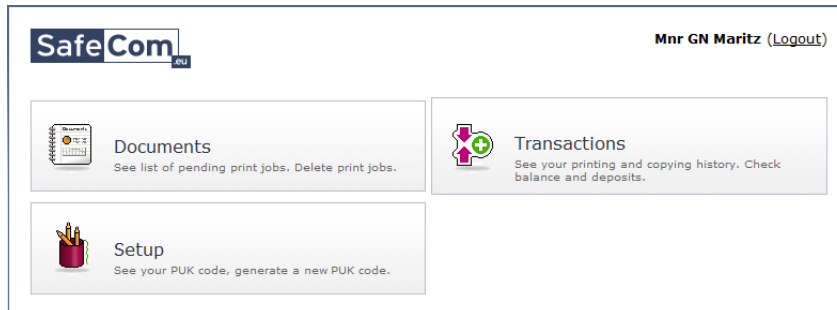 SafeCom
.eu
Mnr GN Maritz (Logout)
Documents
Documents
See list of pending print jobs. Delete print jobs.
Transactions
See your printing and copying history. Check
balance and deposits.
Setup
See your PUK code, generate a new PUK code.